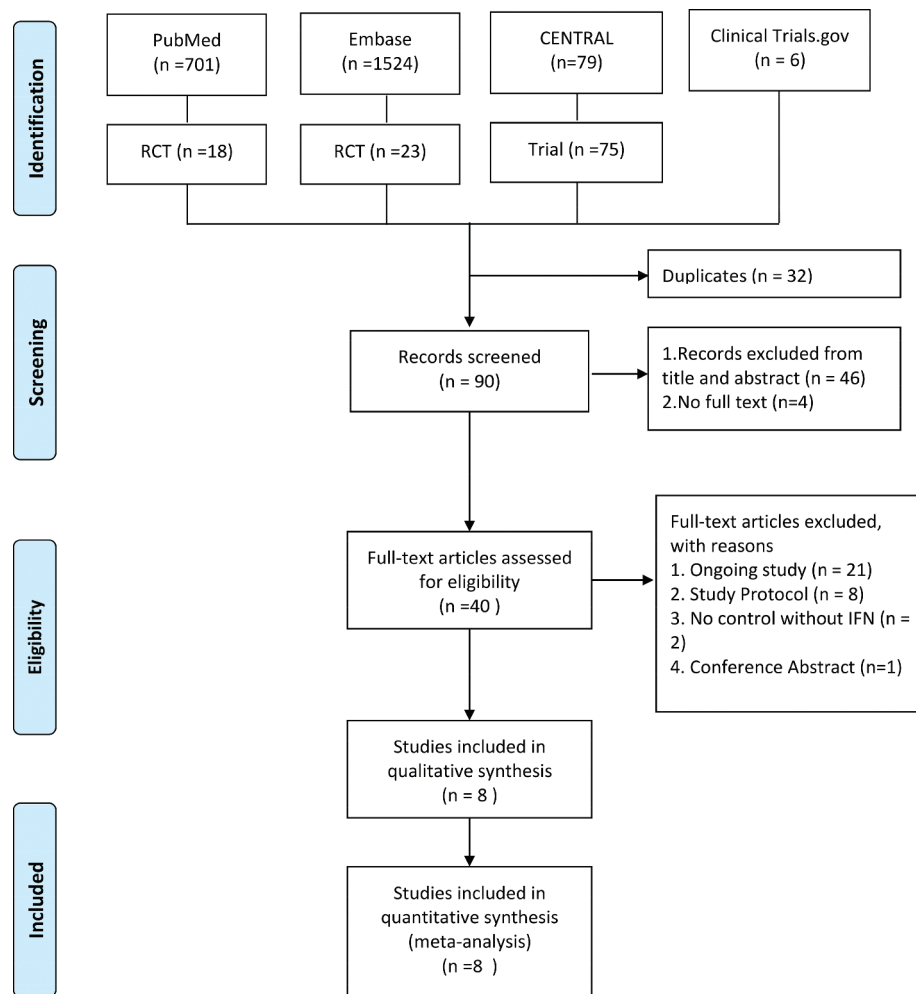 Identification
PubMed
(n =701)
Embase
(n =1524)
CENTRAL
(n=79)
Clinical Trials.gov
(n = 6)
RCT (n =18)
RCT (n =23)
Trial (n =75)
Duplicates (n = 32)
Screening
Records screened
(n = 90)
1.Records excluded from
title and abstract (n = 46)
2.No full text (n=4)
Eligibility
Full-text articles assessed
for eligibility
(n =40 )
Full-text articles excluded,
with reasons
1. Ongoing study (n = 21)
2. Study Protocol (n = 8)
3. No control without IFN (n =
2)
4. Conference Abstract (n=1)
Studies included in
qualitative synthesis
(n = 8 )
Included
Studies included in
quantitative synthesis
(meta-analysis)
(n =8 )